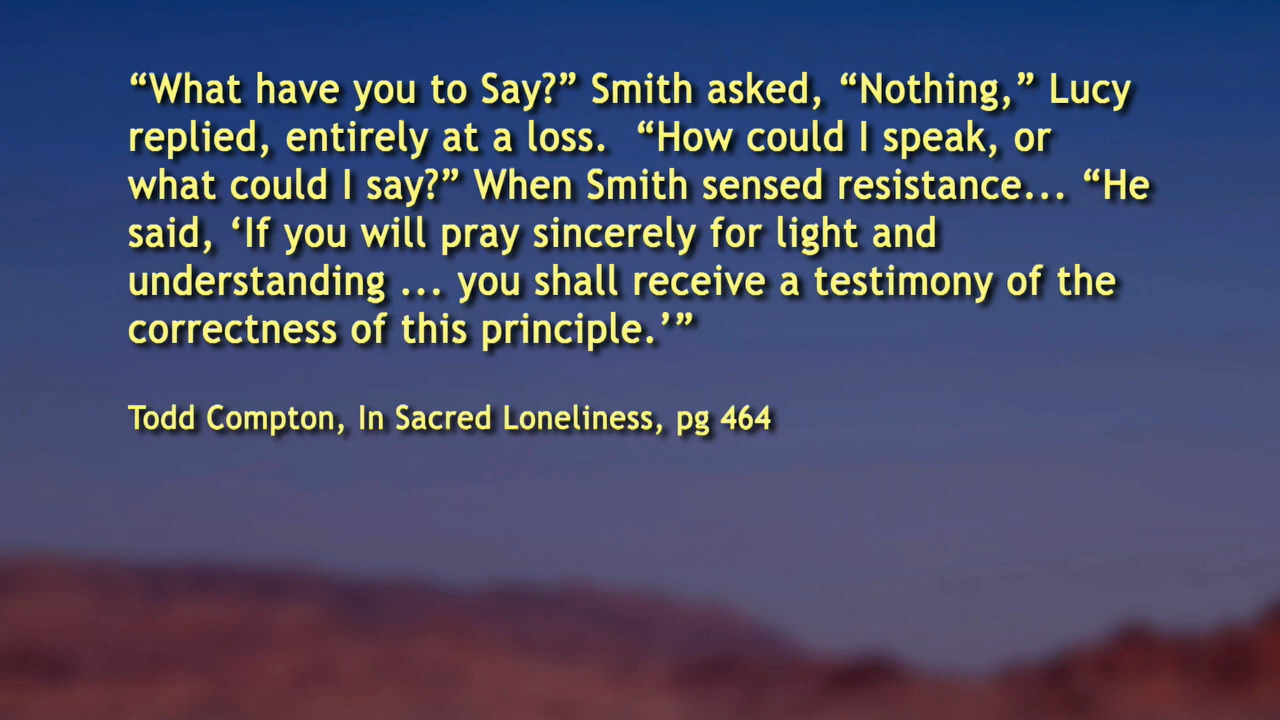 “What have you to Say?” Smith asked, “Nothing,” Lucy
replied, entirely at a loss.  “How could I speak, or
what could I say?” When Smith sensed resistance... “He
said, ‘If you will pray sincerely for light and
understanding ... you shall receive a testimony of the
correctness of this principle.’”
Todd Compton, In Sacred Loneliness, pg 464